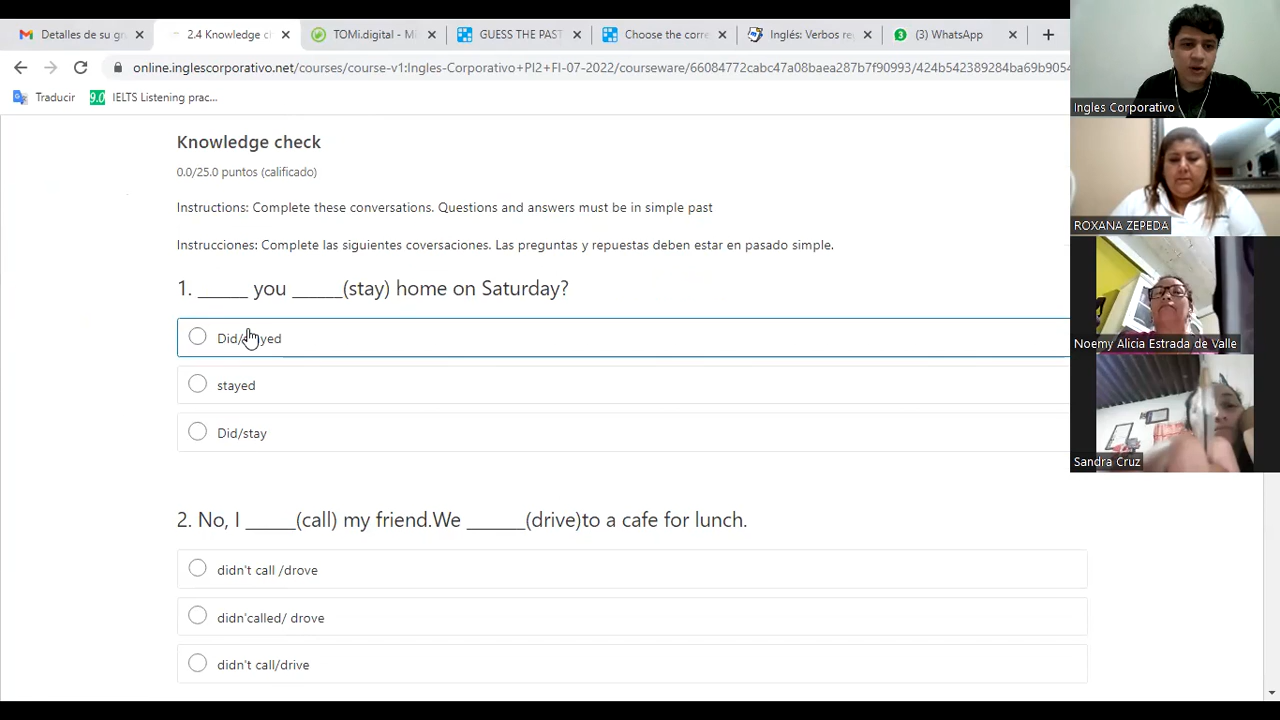 Detalles de su gr
2.4 Knowledge c
TOMi.digital - Mi
GUESS THE PAST
Choose the corre
Inglés: Verbos re
(3) WhatsApp
online.inglescorporativo.net/courses/course-v1:Ingles-Corporativo+PI2+FI-07-2022/courseware/66084772cabc47a08baea287b7f90993/424b542389284ba69b9054
Traducir
9.0 IELTS Listening prac...
Knowledge check
0.0/25.0 puntos (calificado)
Instructions: Complete these conversations. Questions and answers must be in simple past
Instrucciones: Complete las siguientes coversaciones. Las preguntas y repuestas deben estar en pasado simple.
1. _____ you _____(stay) home on Saturday?
stayed
Did/stay
2. No, I _____(call) my friend.We ______(drive)to a cafe for lunch.
didn't call /drove
didn'called/ drove
didn't call/drive
Ingles Corporativo
ROXANA ZEPEDA
Noemy Alicia Estrada de Valle
Sandra Cruz